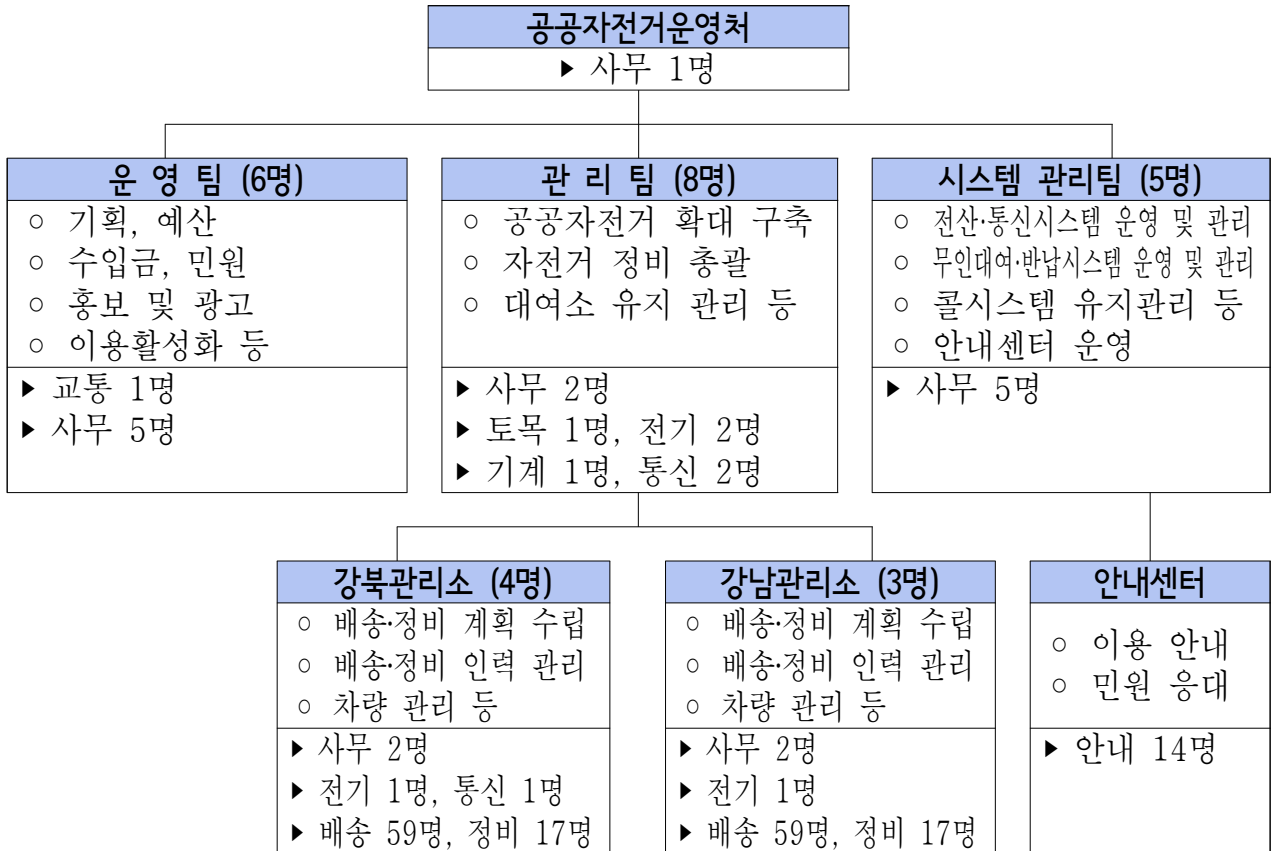 공공자전거운영처
▶ 사무 1명
운 영 팀 (6명)
○ 기획, 예산
○ 수입금, 민원
○ 홍보 및 광고
○ 이용활성화 등
▶ 교통 1명
▶ 사무 5명
관 리 팀 (8명)
○ 공공자전거 확대 구축
○ 자전거 정비 총괄
○ 대여소 유지 관리 등
▶ 사무 2명
▶ 토목 1명, 전기 2명
▶ 기계 1명, 통신 2명
시스템 관리팀 (5명)
○ 전산·통신시스템 운영 및 관리
○ 무인대여·반납시스템 운영 및 관리
○ 콜시스템 유지관리 등
○ 안내센터 운영
▶ 사무 5명
강북관리소 (4명)
○ 배송·정비 계획 수립
○ 배송·정비 인력 관리
○ 차량 관리 등
▶ 사무 2명
▶ 전기 1명, 통신 1명
▶ 배송 59명, 정비 17명
강남관리소 (3명)
○ 배송·정비 계획 수립
○ 배송·정비 인력 관리
○ 차량 관리 등
▶ 사무 2명
▶ 전기 1명
▶ 배송 59명, 정비 17명
안내센터
○ 이용 안내
○ 민원 응대
▶ 안내 14명